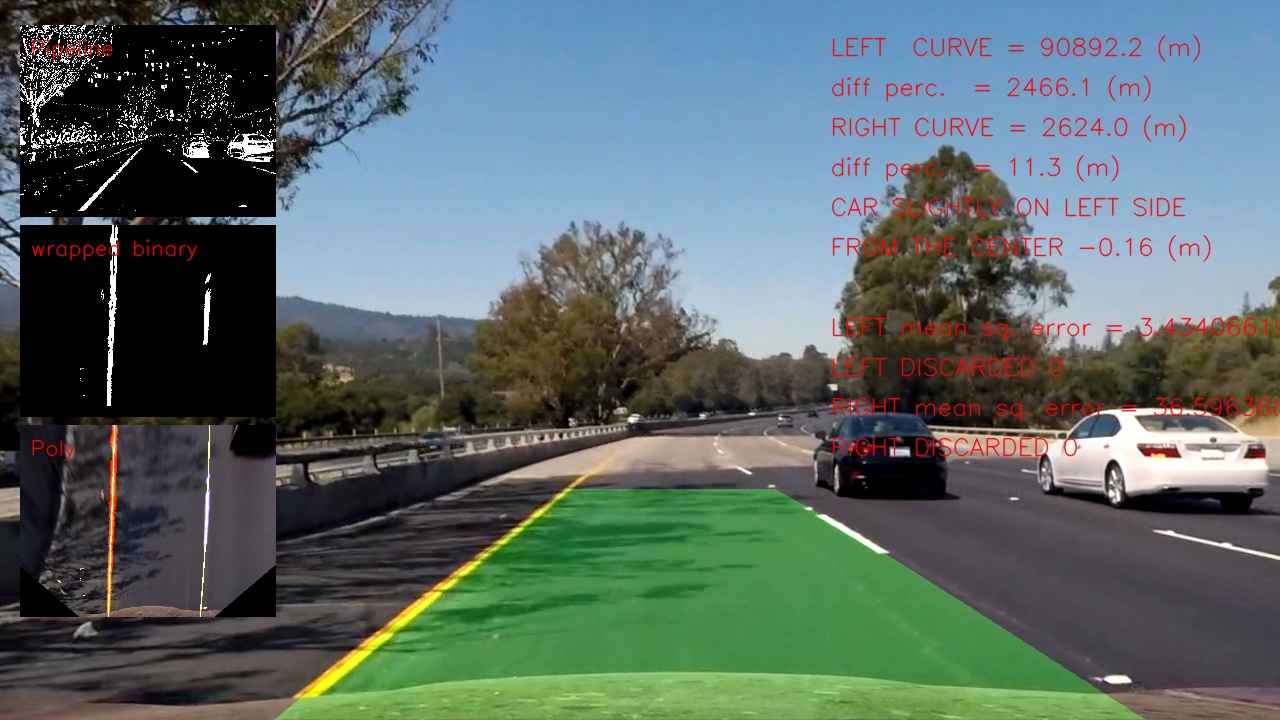 Pipeline
wrapped binary
Poly
LEFT CURVE = 90892.2 (m)
diff perc. = 2466.1 (m)
RIGHT CURVE = 2624.0 (m)
diff perc. = 11.3 (m)
CAR SLIGHTLY ON LEFT SIDE
FROM THE CENTER -0.16 (m)
LEFT mean sq. error = 3.4340661
LEFT DISCARDED 0
RIGHT mean sq. error = 36.59636
RIGHT DISCARDED 0